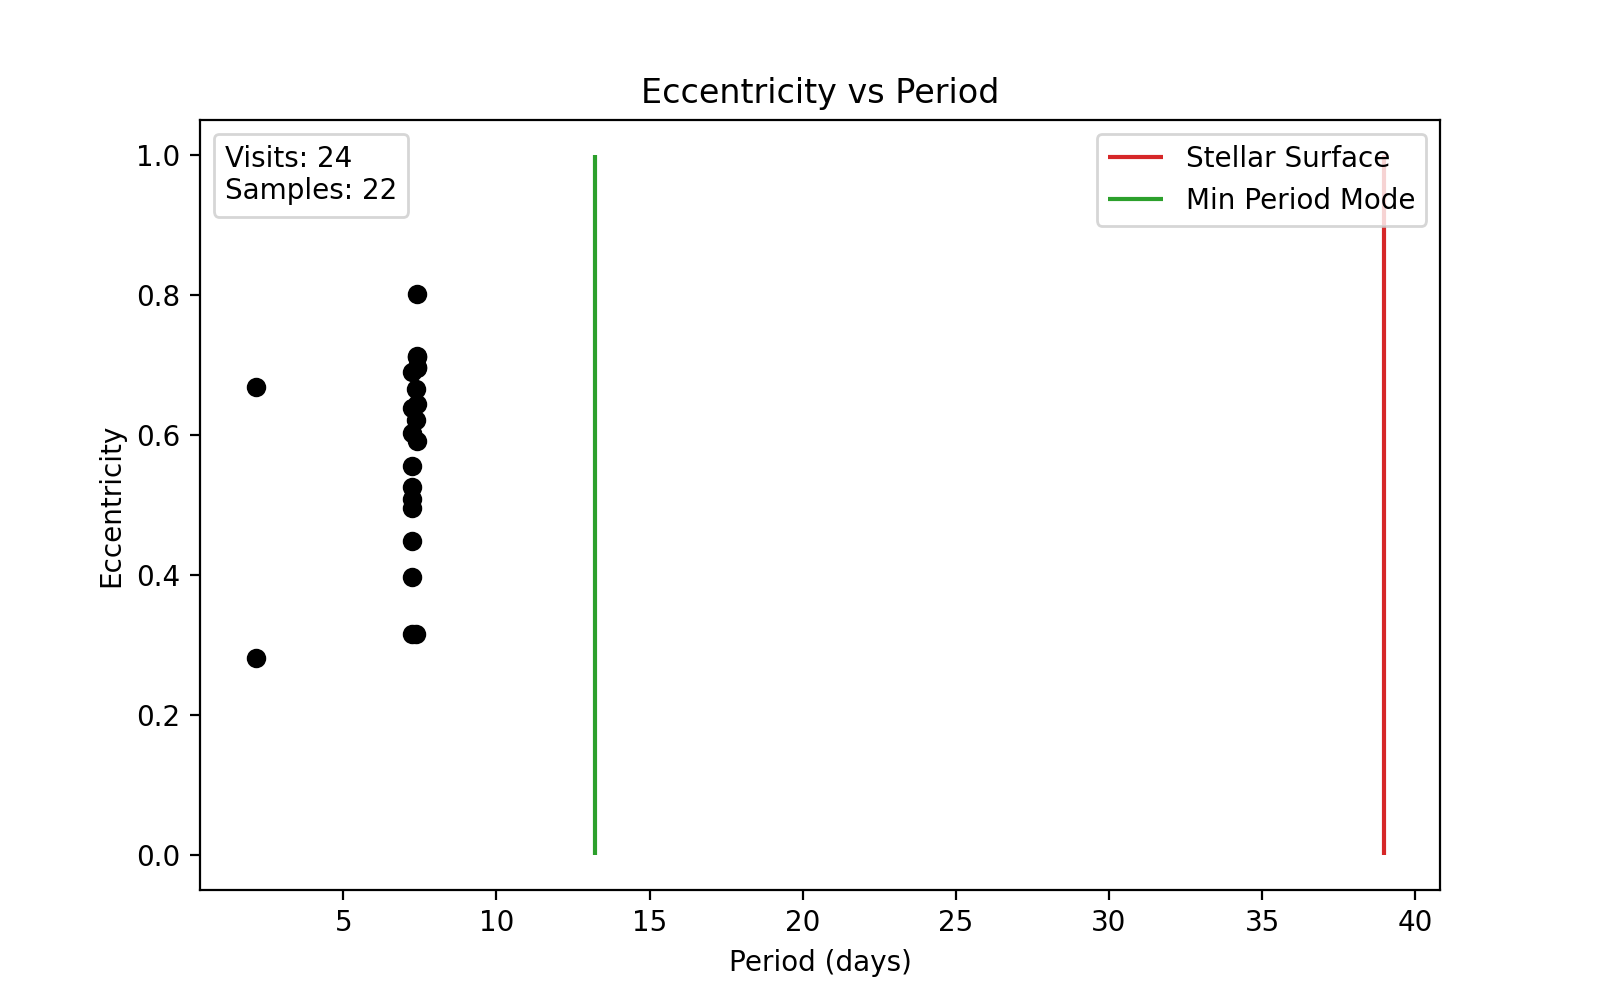 Eccentricity vs Period
Visits: 24
Samples: 22
Stellar Surface
Min Period Mode
1.0
0.8
0.6
0.4
0.2
0.0
Eccentricity
5 10 15 20 25 30 35 40
Period (days)